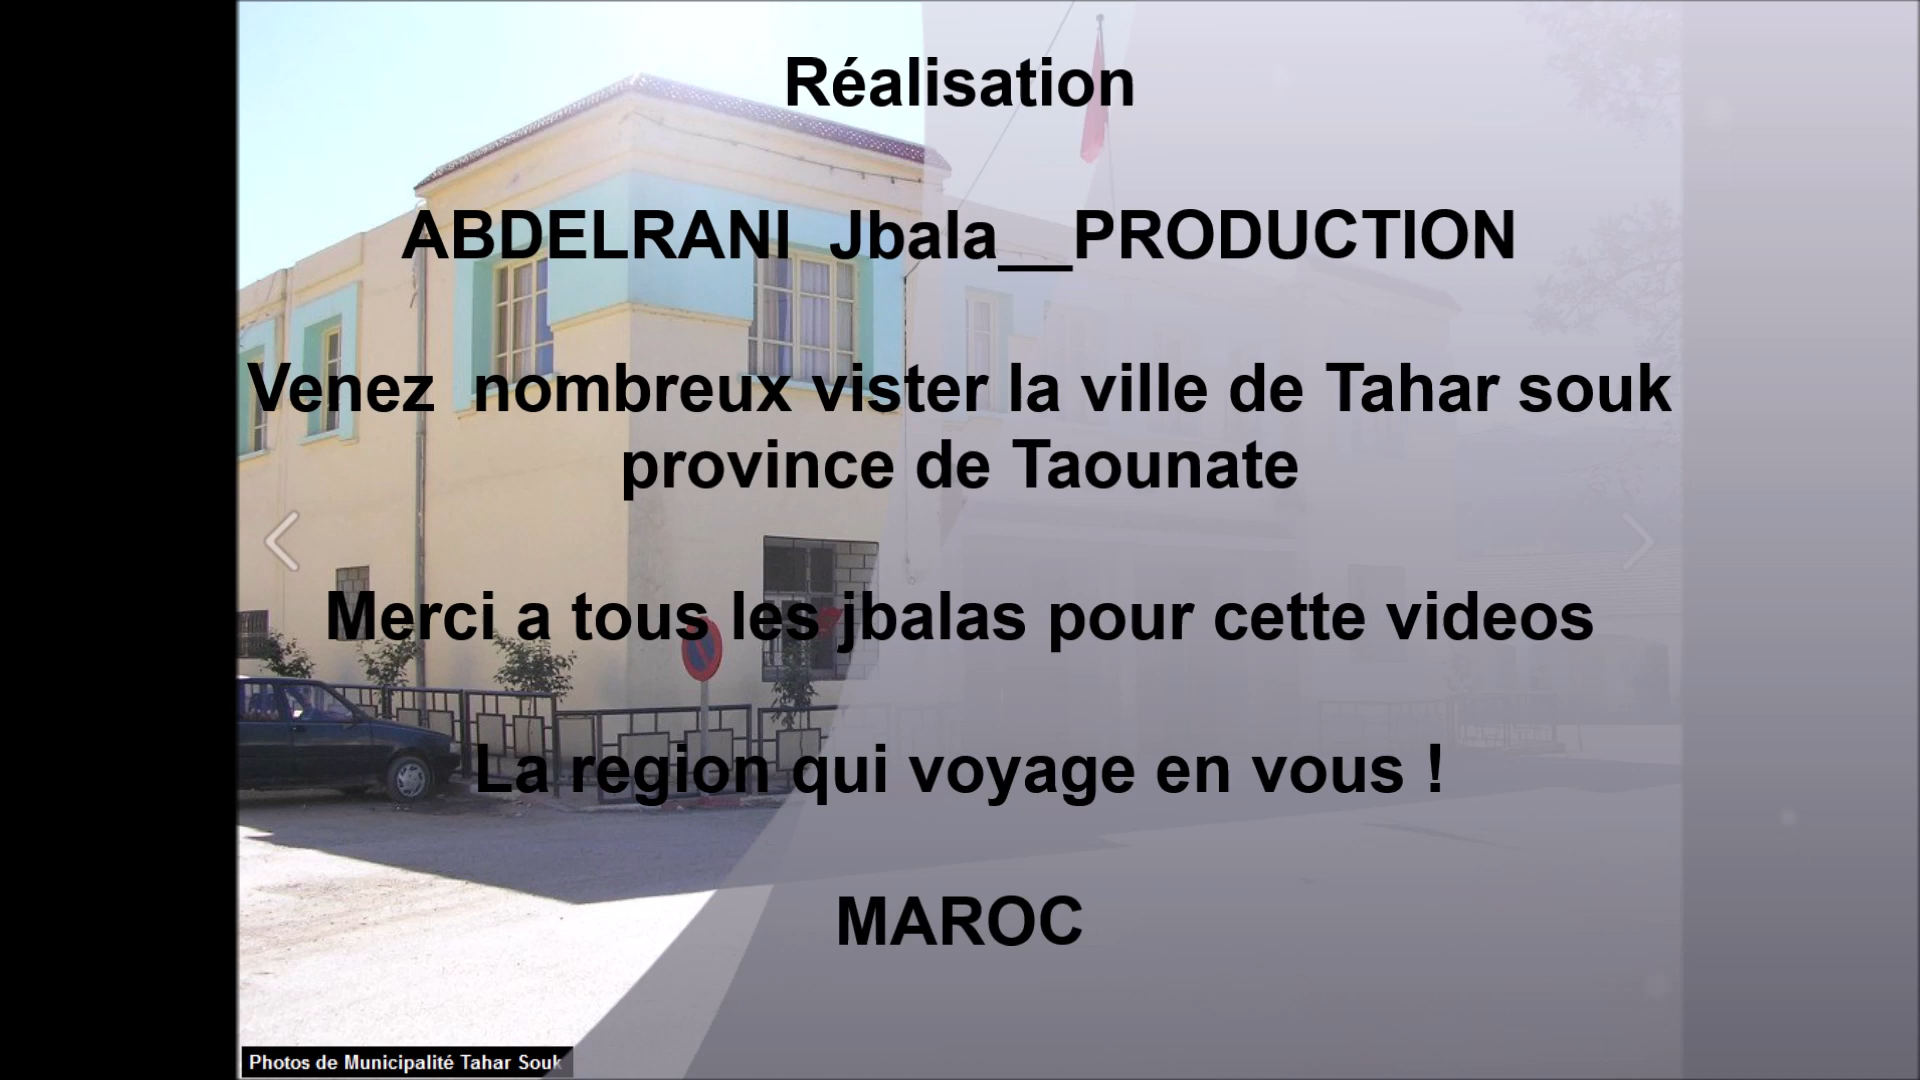 Réalisation
ABDELRANI  Jbala__PRODUCTION
Venez  nombreux vister la ville de Tahar souk
province de Taounate
Merci a tous les jbalas pour cette videos
La region qui voyage en vous !
MAROC
Photos de Municipalité Tahar Souk